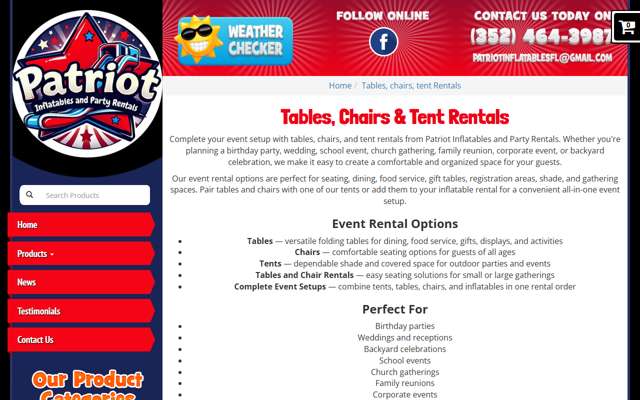 Patriot
Inflatables and Party Rentals
Search Products
Home
Products
News
Testimonials
Contact Us
Our Product
Categories
WEATHER
CHECKER
FOLLOW ONLINE
f
CONTACT US TODAY ON
(352) 464-3987
PATRIOTINFLATABLESFL@GMAIL.COM
0
Home / Tables, chairs, tent Rentals
Tables, Chairs & Tent Rentals
Complete your event setup with tables, chairs, and tent rentals from Patriot Inflatables and Party Rentals. Whether you're
planning a birthday party, wedding, school event, church gathering, family reunion, corporate event, or backyard
celebration, we make it easy to create a comfortable and organized space for your guests.
Our event rental options are perfect for seating, dining, food service, gift tables, registration areas, shade, and gathering
spaces. Pair tables and chairs with one of our tents or add them to your inflatable rental for a convenient all-in-one event
setup.
Event Rental Options
• Tables — versatile folding tables for dining, food service, gifts, displays, and activities
• Chairs — comfortable seating options for guests of all ages
• Tents — dependable shade and covered space for outdoor parties and events
• Tables and Chair Rentals — easy seating solutions for small or large gatherings
• Complete Event Setups — combine tents, tables, chairs, and inflatables in one rental order
Perfect For
• Birthday parties
• Weddings and receptions
• Backyard celebrations
• School events
• Church gatherings
• Family reunions
• Corporate events